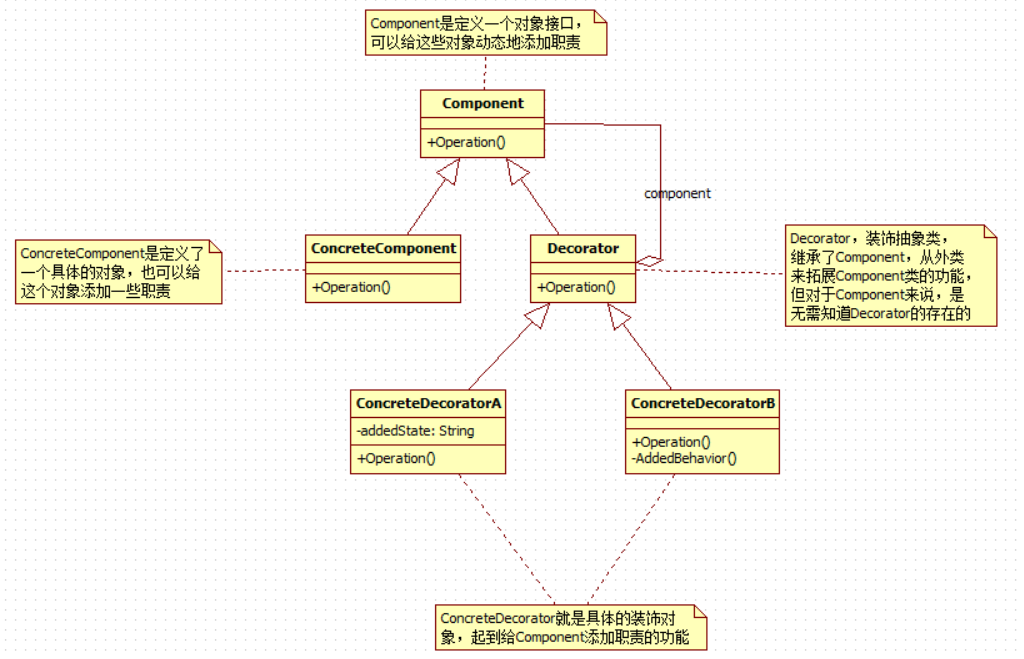 Component是定义一个对象接口，
可以给这些对象动态地添加职责
Component
+Operation()
component
ConcreteComponent是定义了
一个具体的对象，也可以给
这个对象添加一些职责
ConcreteComponent
+Operation()
Decorator
+Operation()
Decorator，装饰抽象类，
继承了Component，从外类
来拓展Component类的功能，
但对于Component来说，是
无需知道Decorator的存在的
ConcreteDecoratorA
-addedState: String
+Operation()
ConcreteDecoratorB
+Operation()
-AddedBehavior()
ConcreteDecorator就是具体的装饰对
象，起到给Component添加职责的功能